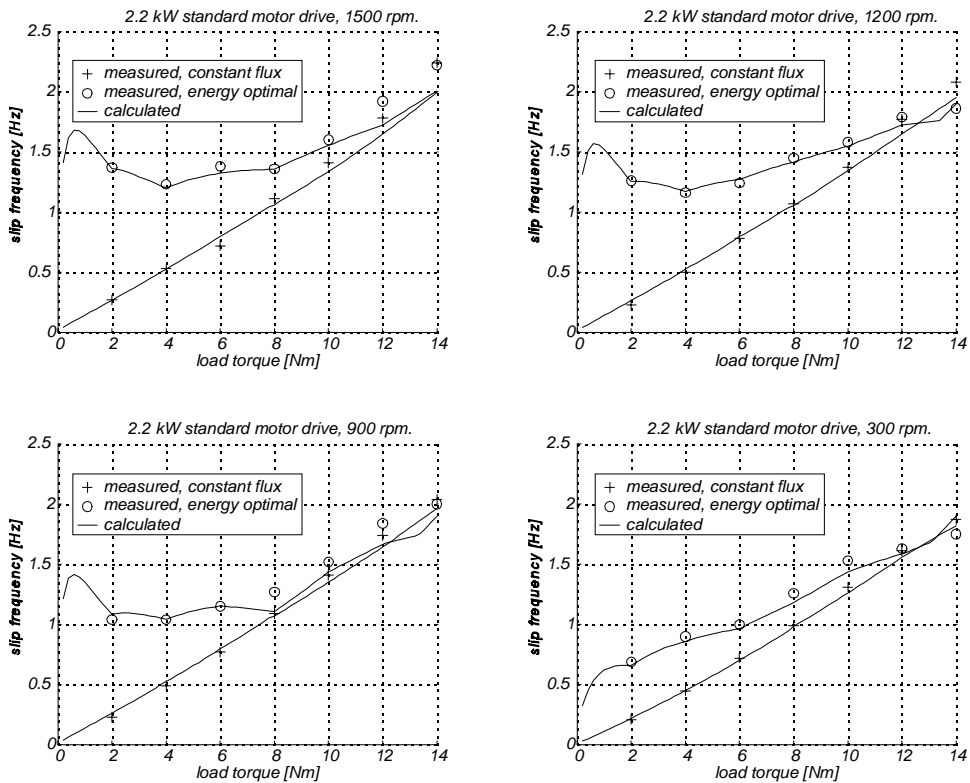 2.2 kW standard motor drive, 1500 rpm.
2.5
2
1.5
1
0.5
0
slip frequency [Hz]
measured, constant flux
measured, energy optimal
calculated
0 2 4 6 8 10 12 14
load torque [Nm]
2.2 kW standard motor drive, 1200 rpm.
2.5
2
1.5
1
0.5
0
slip frequency [Hz]
measured, constant flux
measured, energy optimal
calculated
0 2 4 6 8 10 12 14
load torque [Nm]
2.2 kW standard motor drive, 900 rpm.
2.5
2
1.5
1
0.5
0
slip frequency [Hz]
measured, constant flux
measured, energy optimal
calculated
0 2 4 6 8 10 12 14
load torque [Nm]
2.2 kW standard motor drive, 300 rpm.
2.5
2
1.5
1
0.5
0
slip frequency [Hz]
measured, constant flux
measured, energy optimal
calculated
0 2 4 6 8 10 12 14
load torque [Nm]